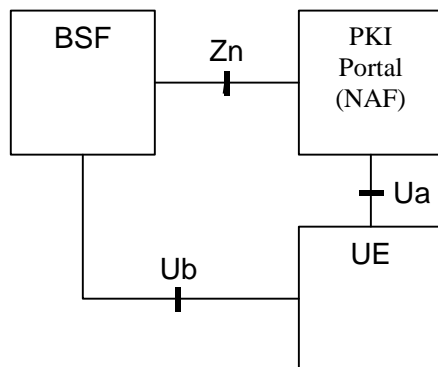 BSF
Zn
PKI
Portal
(NAF)
Ua
Ub
UE